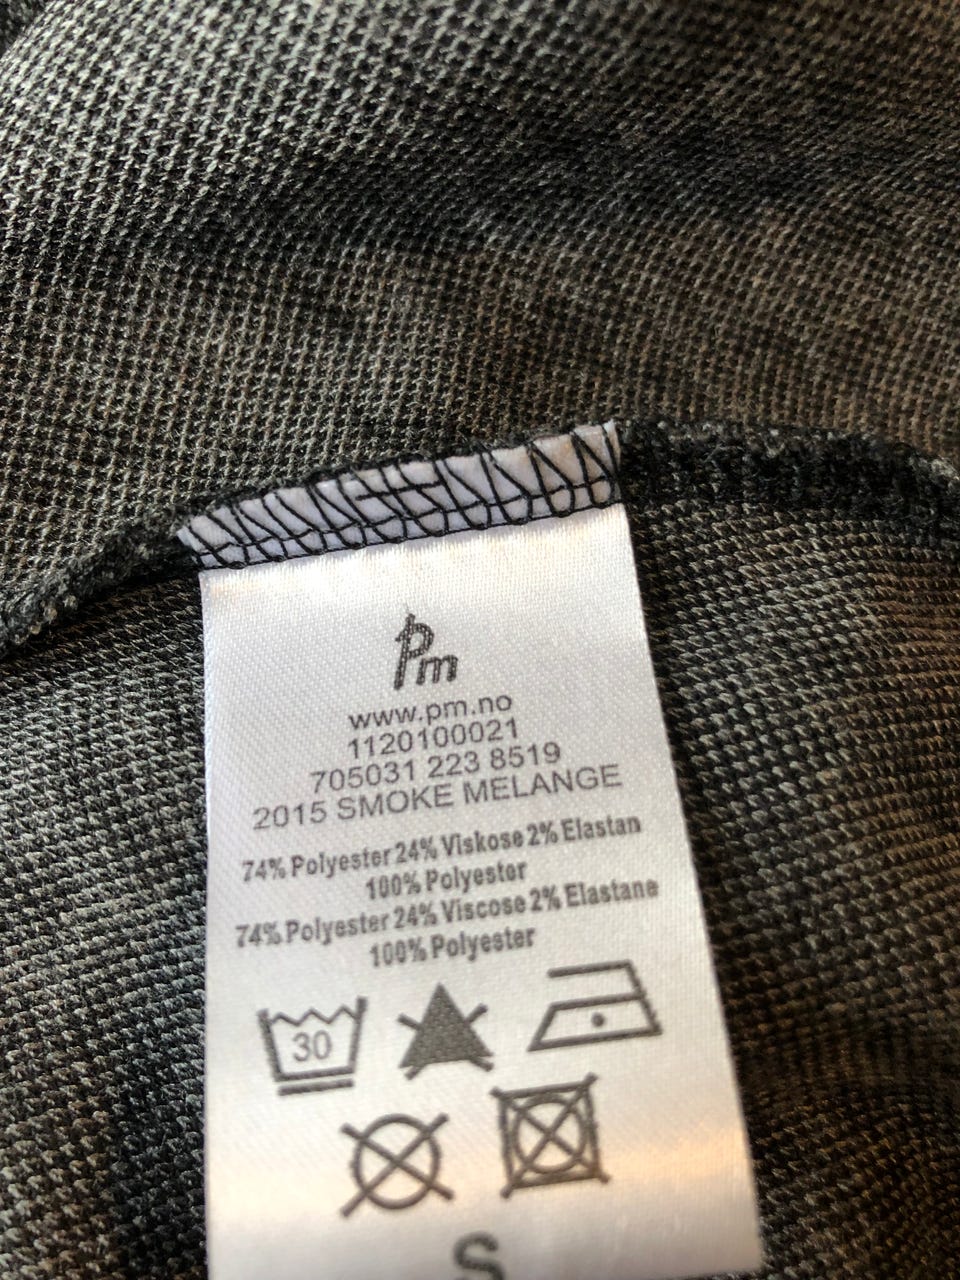 Pm
www.pm.no
1120100021
705031 223 8519
2015 SMOKE MELANGE
74% Polyester 24% Viskose 2% Elastan
100% Polyester
74% Polyester 24% Viscose 2% Elastane
100% Polyester
30
S